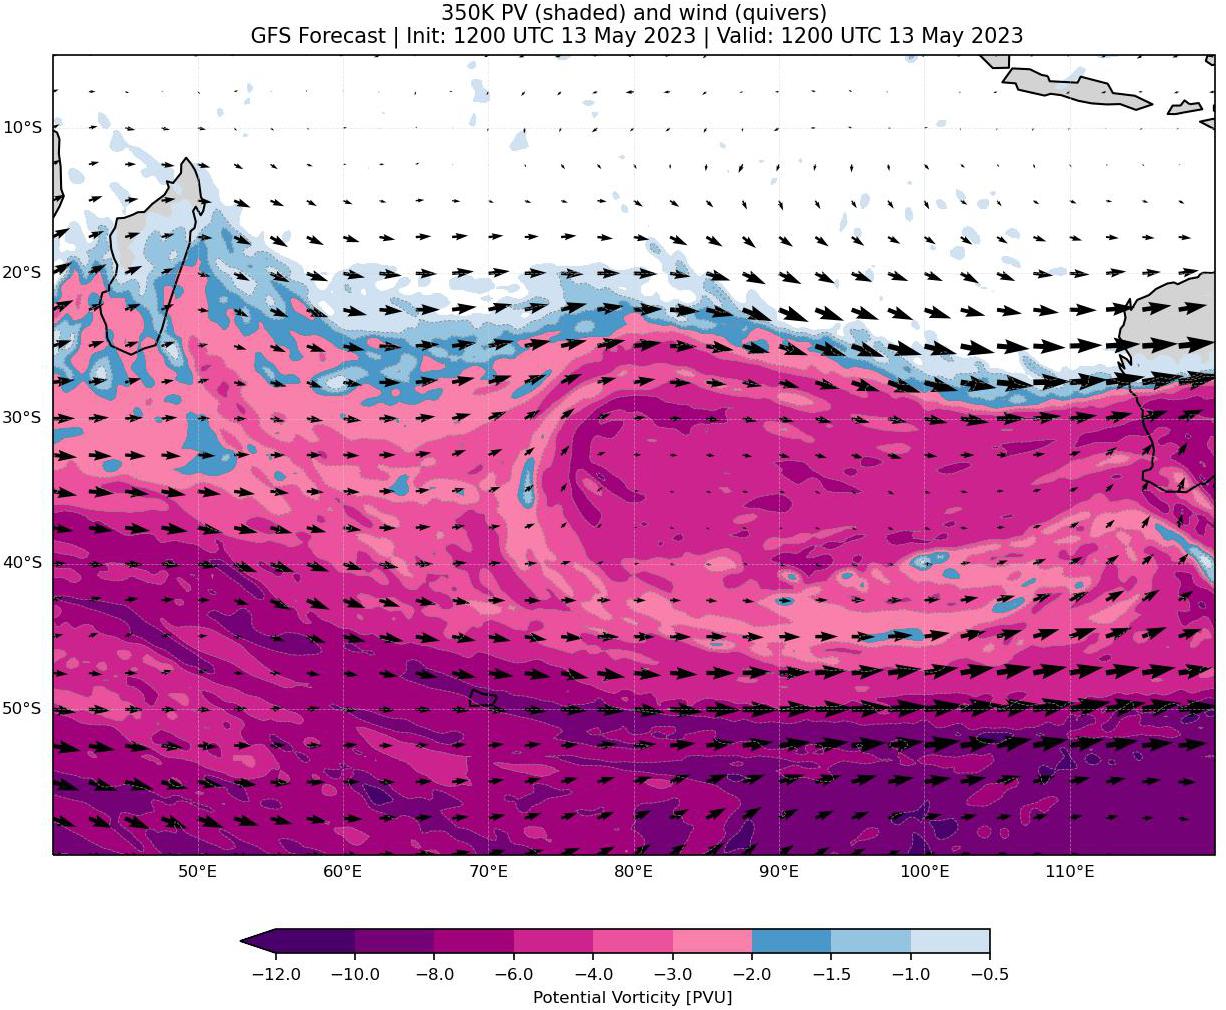 350K PV (shaded) and wind (quivers)
GFS Forecast | Init: 1200 UTC 13 May 2023 | Valid: 1200 UTC 13 May 2023
10°S
20°S
30°S
40°S
50°S
50°E 60°E 70°E 80°E 90°E 100°E 110°E
−12.0 −10.0 −8.0 −6.0 −4.0 −3.0 −2.0 −1.5 −1.0 −0.5
Potential Vorticity [PVU]